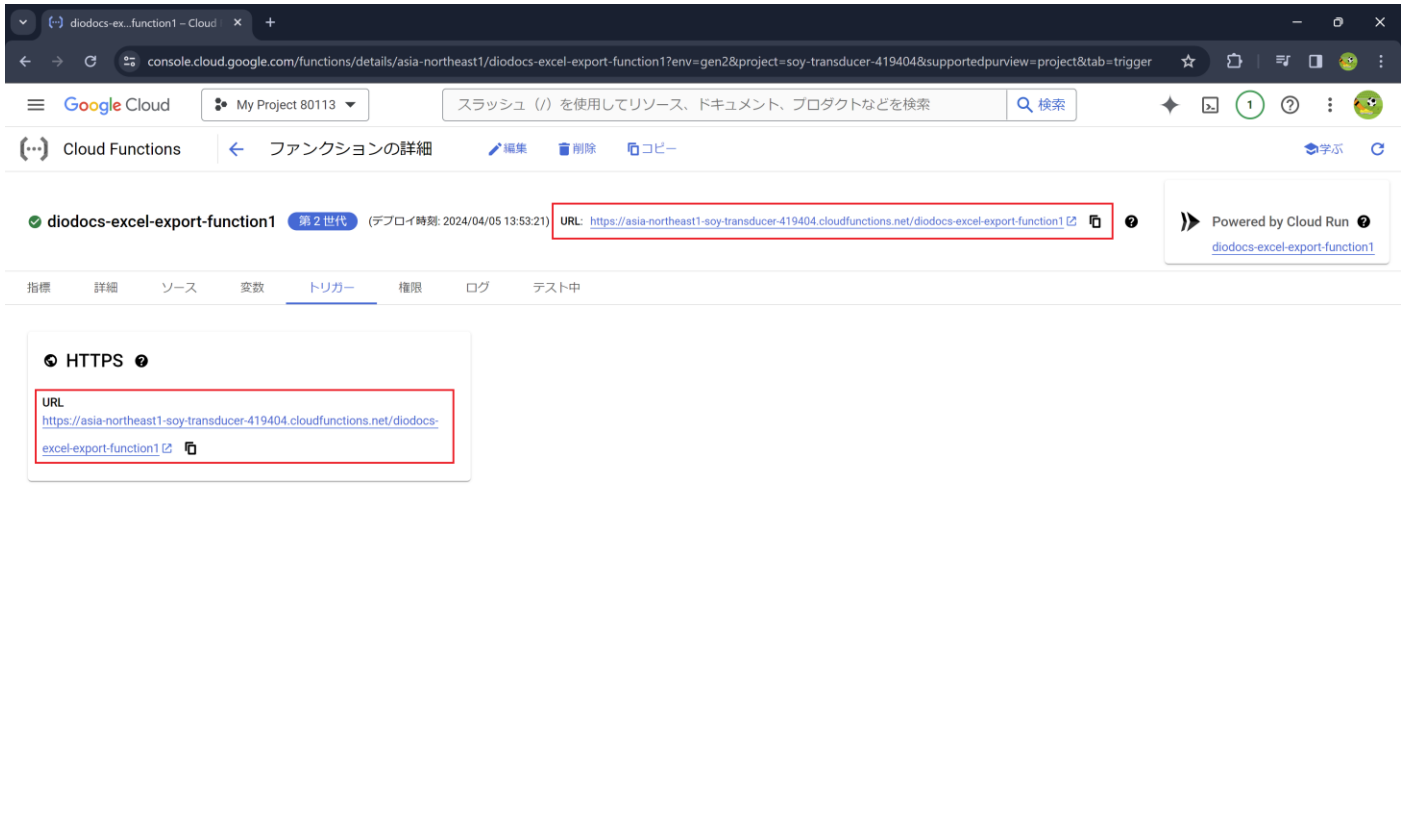 diodocs-ex...function1 – Cloud
console.cloud.google.com/functions/details/asia-northeast1/diodocs-excel-export-function1?env=gen2&project=soy-transducer-419404&supportedpurview=project&tab=trigger
Google Cloud My Project 80113 スラッシュ (/) を使用してリソース、ドキュメント、プロダクトなどを検索 検索 1
Cloud Functions ファンクションの詳細 編集 削除 コピー 学ぶ
diodocs-excel-export-function1 第 2 世代 (デプロイ時刻: 2024/04/05 13:53:21) URL: https://asia-northeast1-soy-transducer-419404.cloudfunctions.net/diodocs-excel-export-function1 Powered by Cloud Run
diodocs-excel-export-function1
指標 詳細 ソース 変数 トリガー 権限 ログ テスト中
HTTPS
URL
https://asia-northeast1-soy-transducer-419404.cloudfunctions.net/diodocs-
excel-export-function1